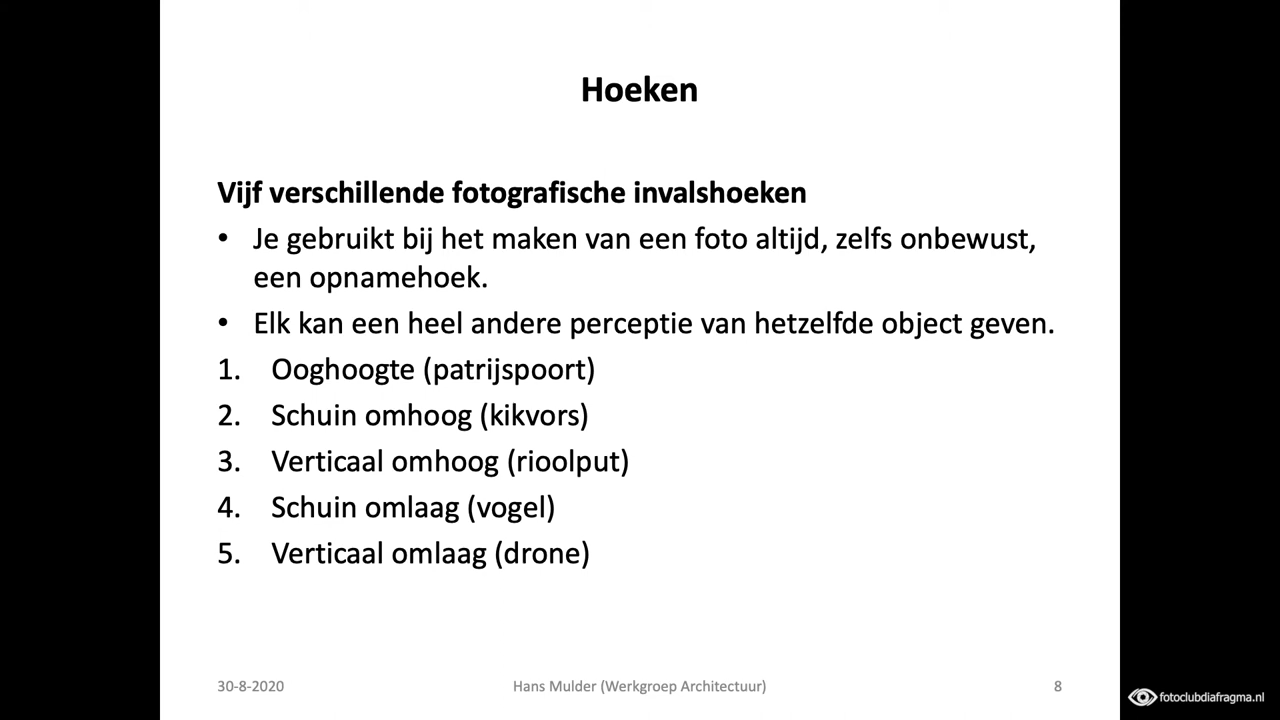 Hoeken
Vijf verschillende fotografische invalshoeken
• Je gebruikt bij het maken van een foto altijd, zelfs onbewust,
een opnamehoek.
• Elk kan een heel andere perceptie van hetzelfde object geven.
1. Ooghoogte (patrijspoort)
2. Schuin omhoog (kikvors)
3. Verticaal omhoog (rioolput)
4. Schuin omlaag (vogel)
5. Verticaal omlaag (drone)
30-8-2020 Hans Mulder (Werkgroep Architectuur) 8
fotoclubdiafragma.nl